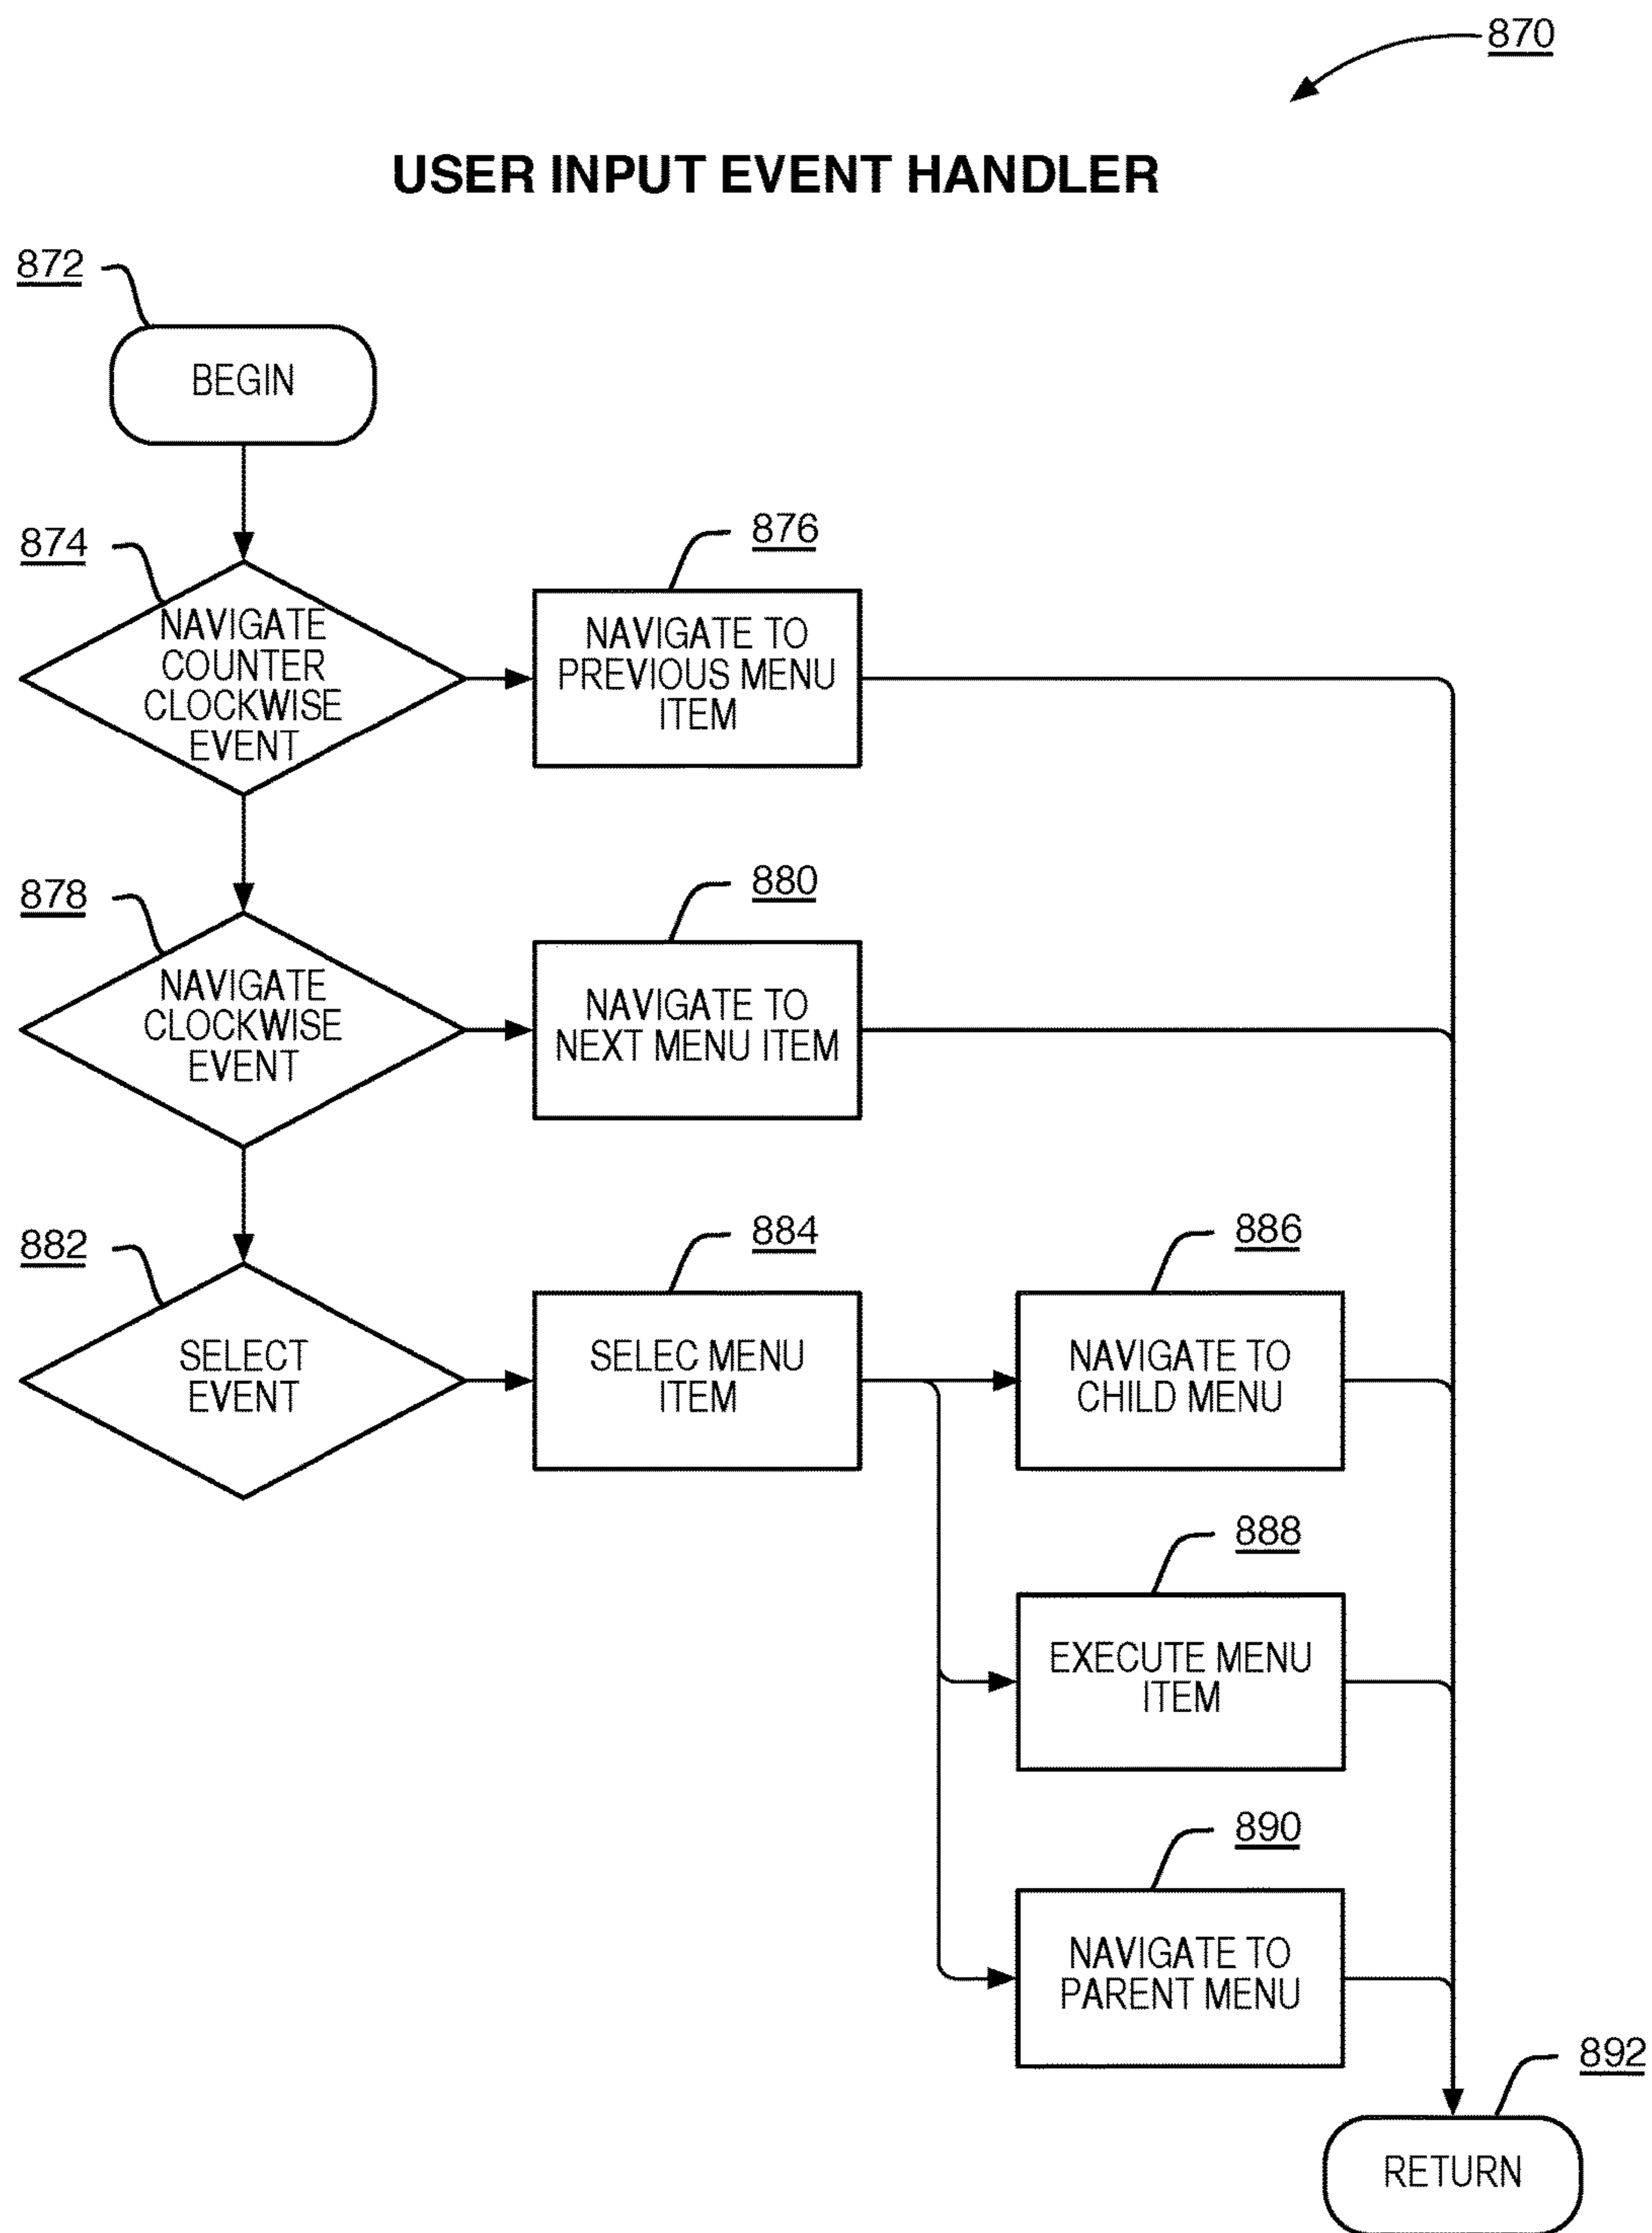 870
USER INPUT EVENT HANDLER
872
BEGIN
874
NAVIGATE
COUNTER
CLOCKWISE
EVENT
876
NAVIGATE TO
PREVIOUS MENU
ITEM
878
NAVIGATE
CLOCKWISE
EVENT
880
NAVIGATE TO
NEXT MENU ITEM
882
SELECT
EVENT
884
SELEC MENU
ITEM
886
NAVIGATE TO
CHILD MENU
888
EXECUTE MENU
ITEM
890
NAVIGATE TO
PARENT MENU
892
RETURN